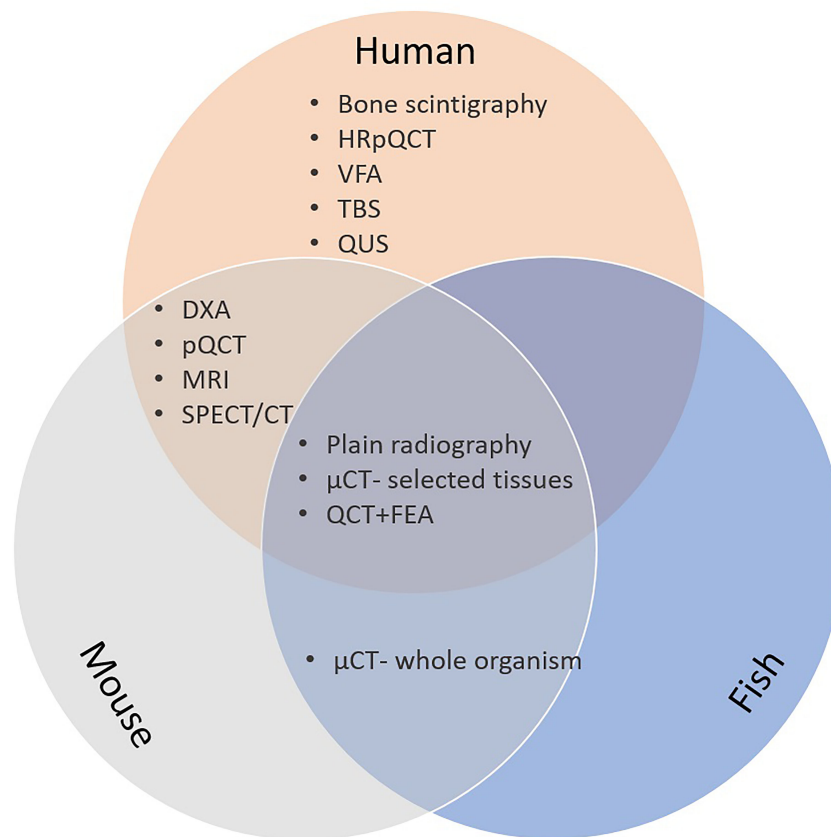 Human
• Bone scintigraphy
• HRpQCT
• VFA
• TBS
• QUS
• DXA
• pQCT
• MRI
• SPECT/CT
• Plain radiography
• µCT- selected tissues
• QCT+FEA
• µCT- whole organism
Mouse
Fish